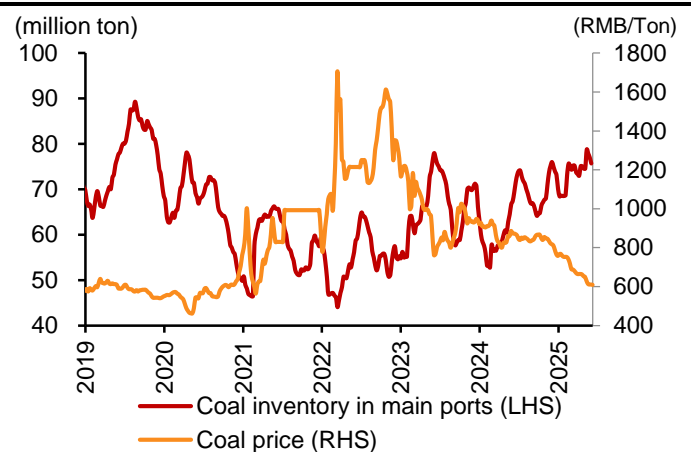 (million ton) (RMB/Ton)
100 1800
90 1600
80 1400
70 1200
60 1000
50 800
40 600
400
2019 2020 2021 2022 2023 2024 2025
Coal inventory in main ports (LHS)
Coal price (RHS)